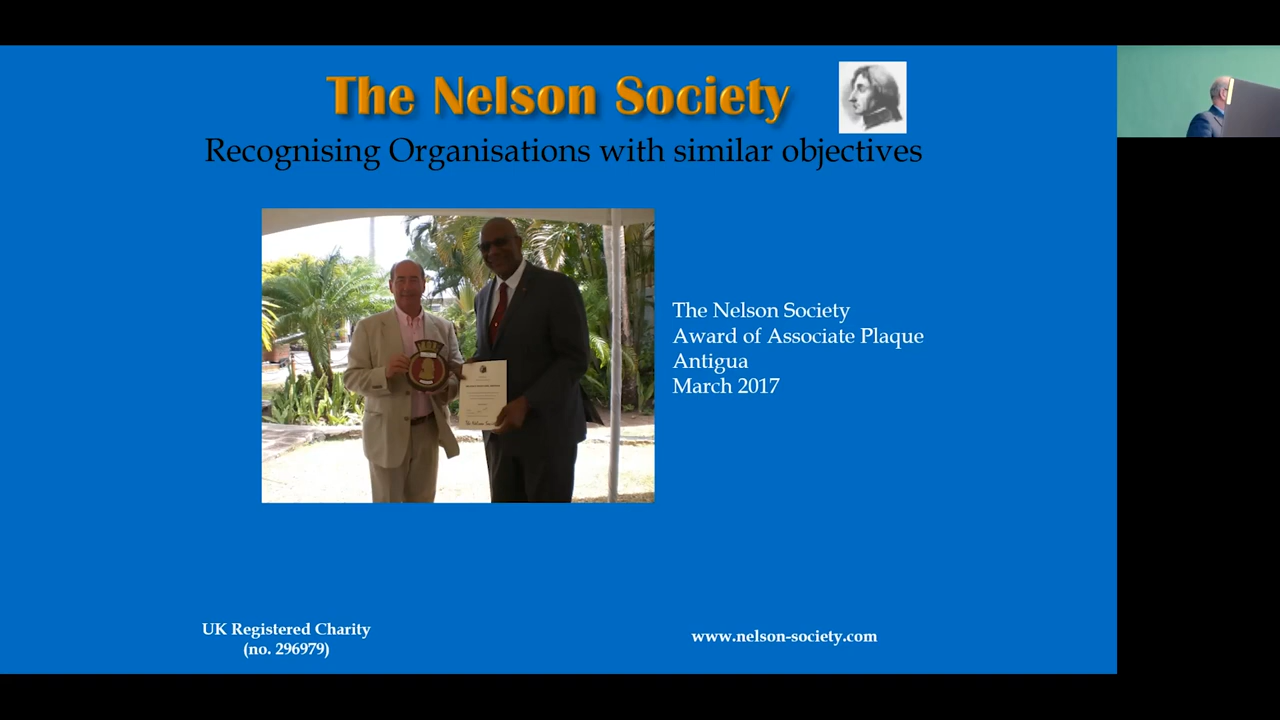 The Nelson Society
Recognising Organisations with similar objectives
The Nelson Society
Award of Associate Plaque
Antigua
March 2017
UK Registered Charity
(no. 296979)
www.nelson-society.com